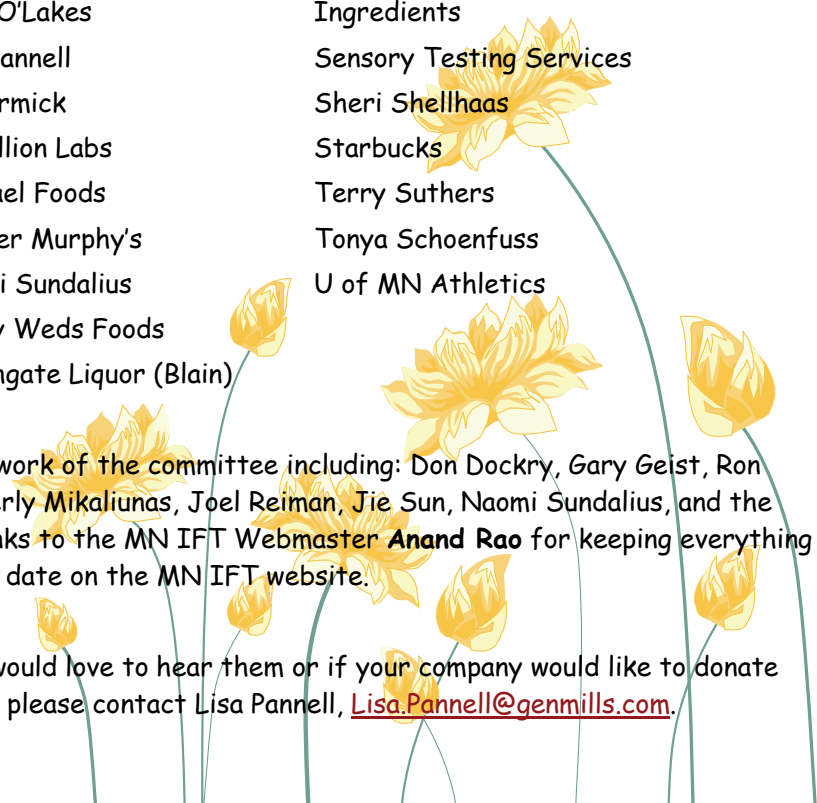 O'Lakes
annell
rmick
llion Labs
ael Foods
er Murphy's
i Sundalius
y Weds Foods
ngate Liquor (Blain)
Ingredients
Sensory Testing Services
Sheri Shellhaas
Starbucks
Terry Suthers
Tonya Schoenfuss
U of MN Athletics
work of the committee including: Don Dockry, Gary Geist, Ron
erly Mikaliunas, Joel Reiman, Jie Sun, Naomi Sundalius, and the
nks to the MN IFT Webmaster Anand Rao for keeping everything
date on the MN IFT website.
would love to hear them or if your company would like to donate
please contact Lisa Pannell, Lisa.Pannell@genmills.com.